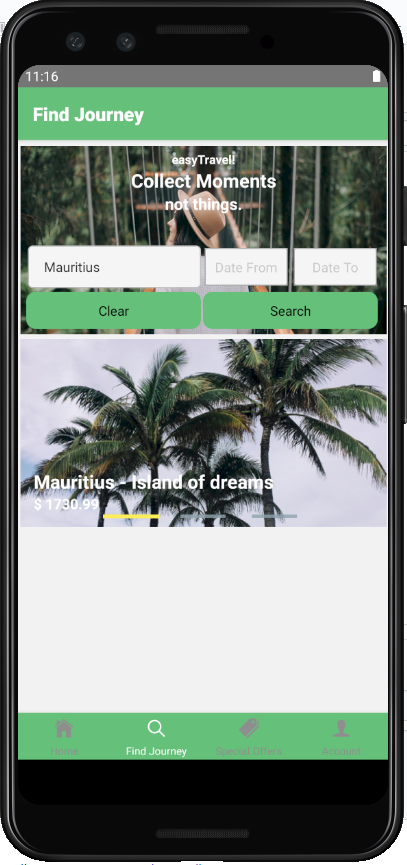 11:16
Find Journey
easyTravel!
Collect Moments
not things.
Mauritius
Date From
Date To
Clear
Search
Mauritius - Island of dreams
$ 1730.99
Home
Find Journey
Special Offers
Account